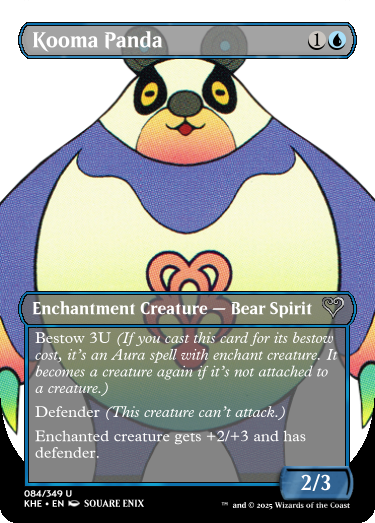 Kooma Panda 1
Enchantment Creature — Bear Spirit
Bestow 3U (If you cast this card for its bestow
cost, it's an Aura spell with enchant creature. It
becomes a creature again if it's not attached to
a creature.)
Defender (This creature can't attack.)
Enchanted creature gets +2/+3 and has
defender.
2/3
084/349 U
KHE • EN SQUARE ENIX
™ and © 2025 Wizards of the Coast